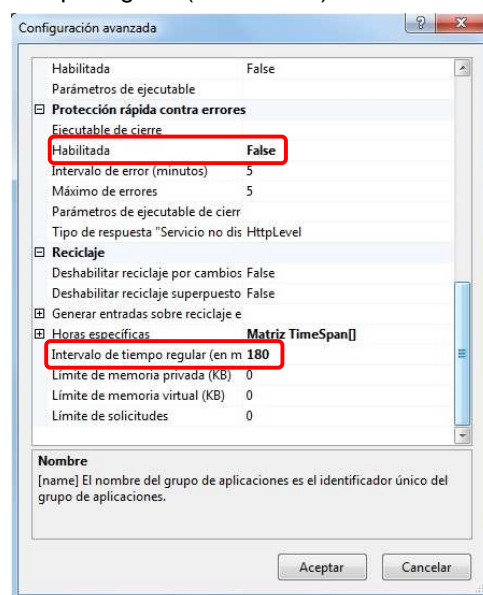 Configuración avanzada
Habilitada False
Parámetros de ejecutable
Protección rápida contra errores
Ejecutable de cierre
Habilitada False
Intervalo de error (minutos) 5
Máximo de errores 5
Parámetros de ejecutable de cierr
Tipo de respuesta "Servicio no dis HttpLevel
Reciclaje
Deshabilitar reciclaje por cambios False
Deshabilitar reciclaje superpuesto False
Generar entradas sobre reciclaje e
Horas específicas Matriz TimeSpan[]
Intervalo de tiempo regular (en m 180
Límite de memoria privada (KB) 0
Límite de memoria virtual (KB) 0
Límite de solicitudes 0
Nombre
[name] El nombre del grupo de aplicaciones es el identificador único del
grupo de aplicaciones.
Aceptar Cancelar